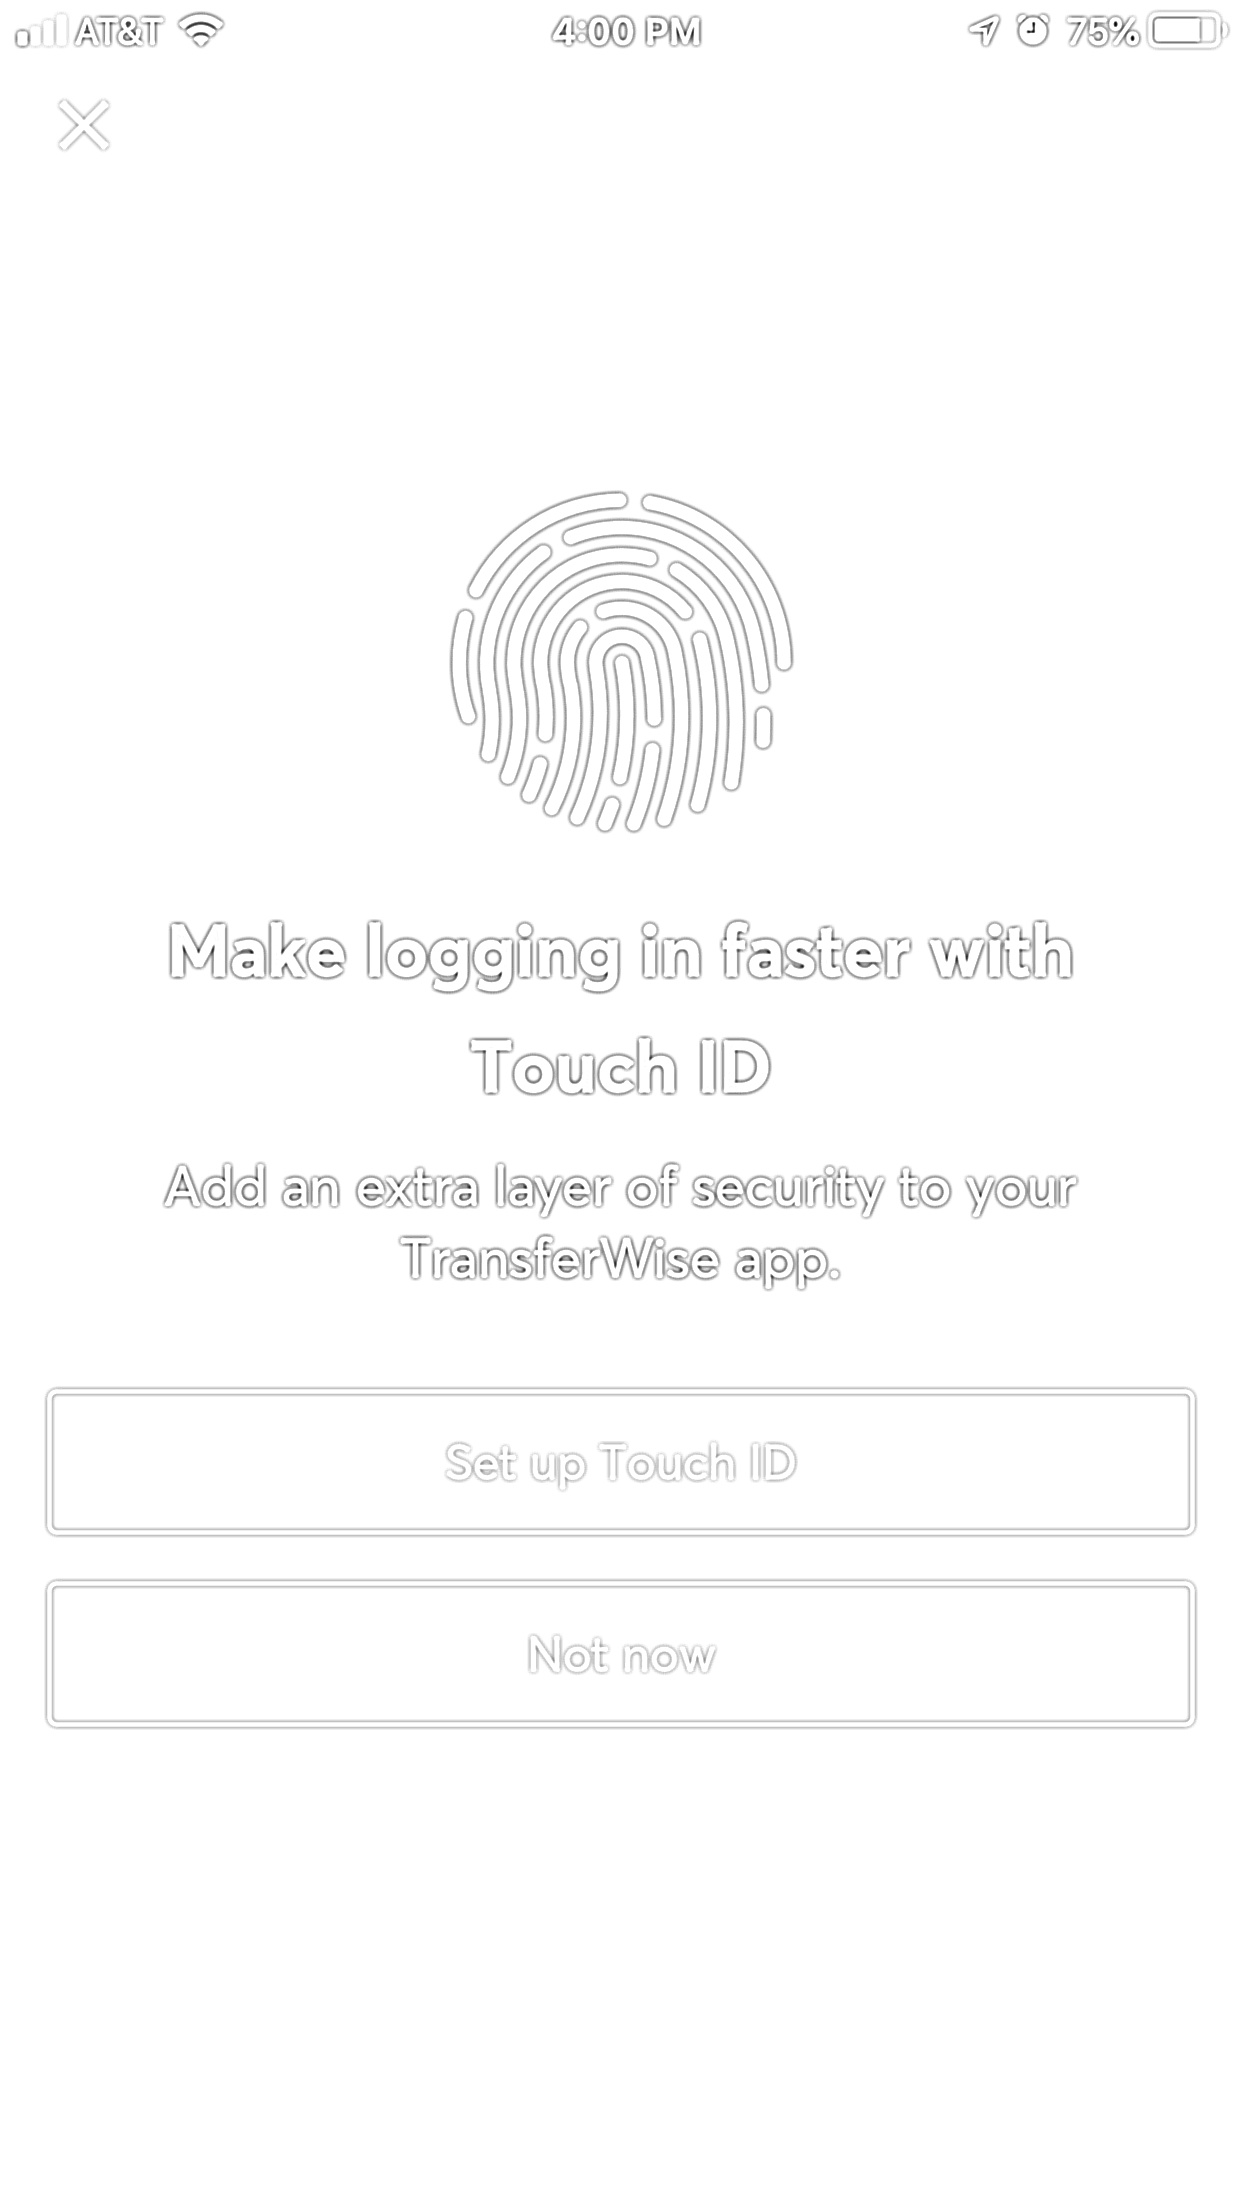 AT&T 4:00 PM 75%
Make logging in faster with
Touch ID
Add an extra layer of security to your
TransferWise app.
Set up Touch ID
Not now